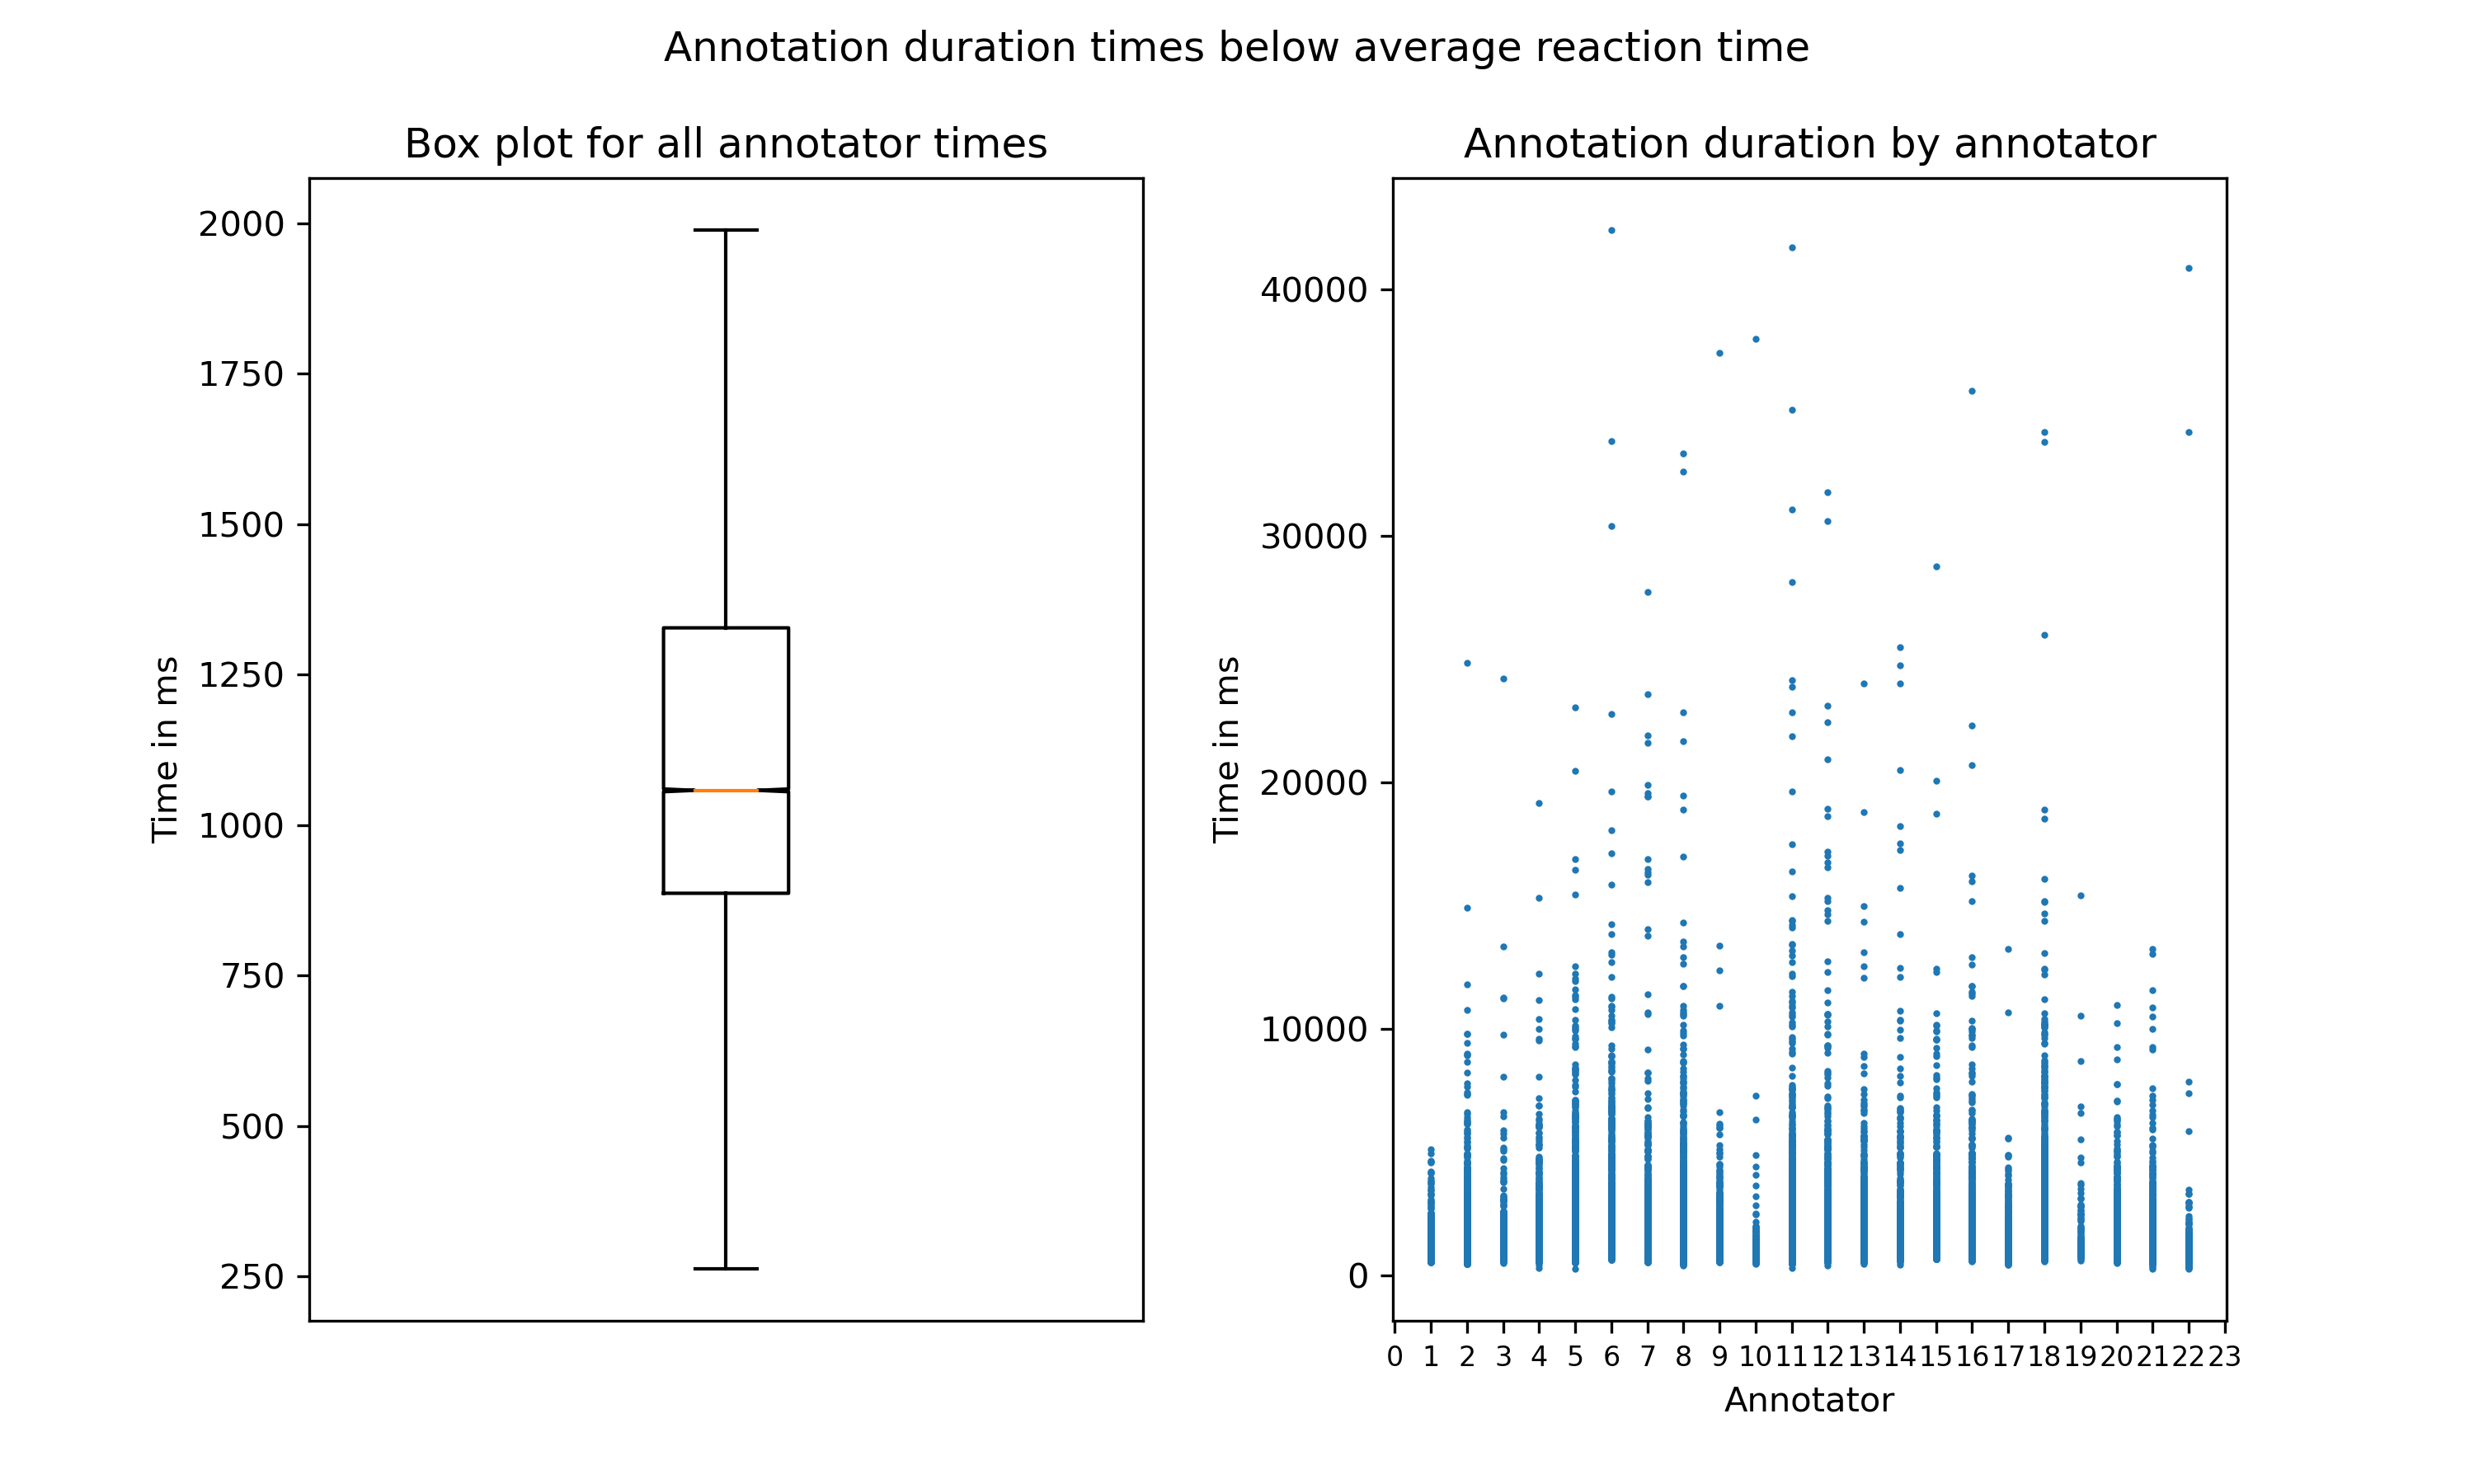 Annotation duration times below average reaction time
Box plot for all annotator times
2000
1750
1500
1250
1000
750
500
250
Time in ms
Annotation duration by annotator
40000
30000
20000
10000
0
Time in ms
0 1 2 3 4 5 6 7 8 9 10 11 12 13 14 15 16 17 18 19 20 21 22 23
Annotator